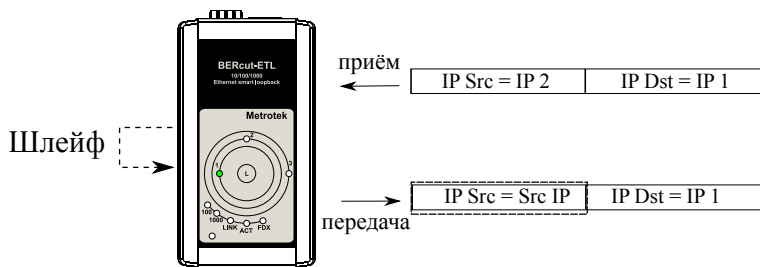 BERcut-ETL
10/100/1000
Ethernet smart loopback
Metrotek
2
1
3
L
100
1000
LINK
ACT
FDX
Шлейф
приём
IP Src = IP 2
IP Dst = IP 1
передача
IP Src = Src IP
IP Dst = IP 1